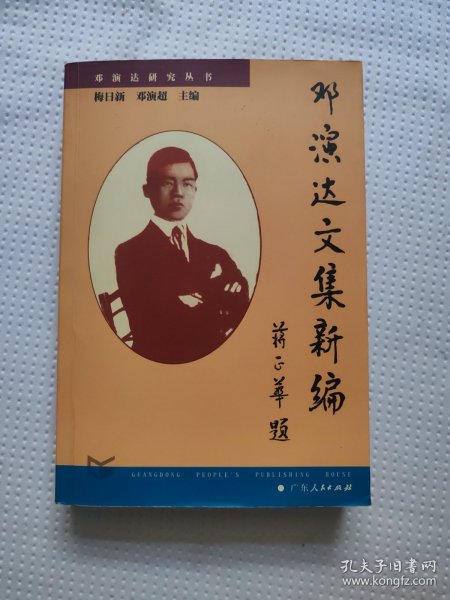 邓演达研究丛书
梅日新 邓演超 主编
邓演达文集新编
蒋正华题
GUANGDONG PEOPLE'S PUBLISHING HOUSE
广东人民出版社
孔夫子旧书网
www.kongfz.com